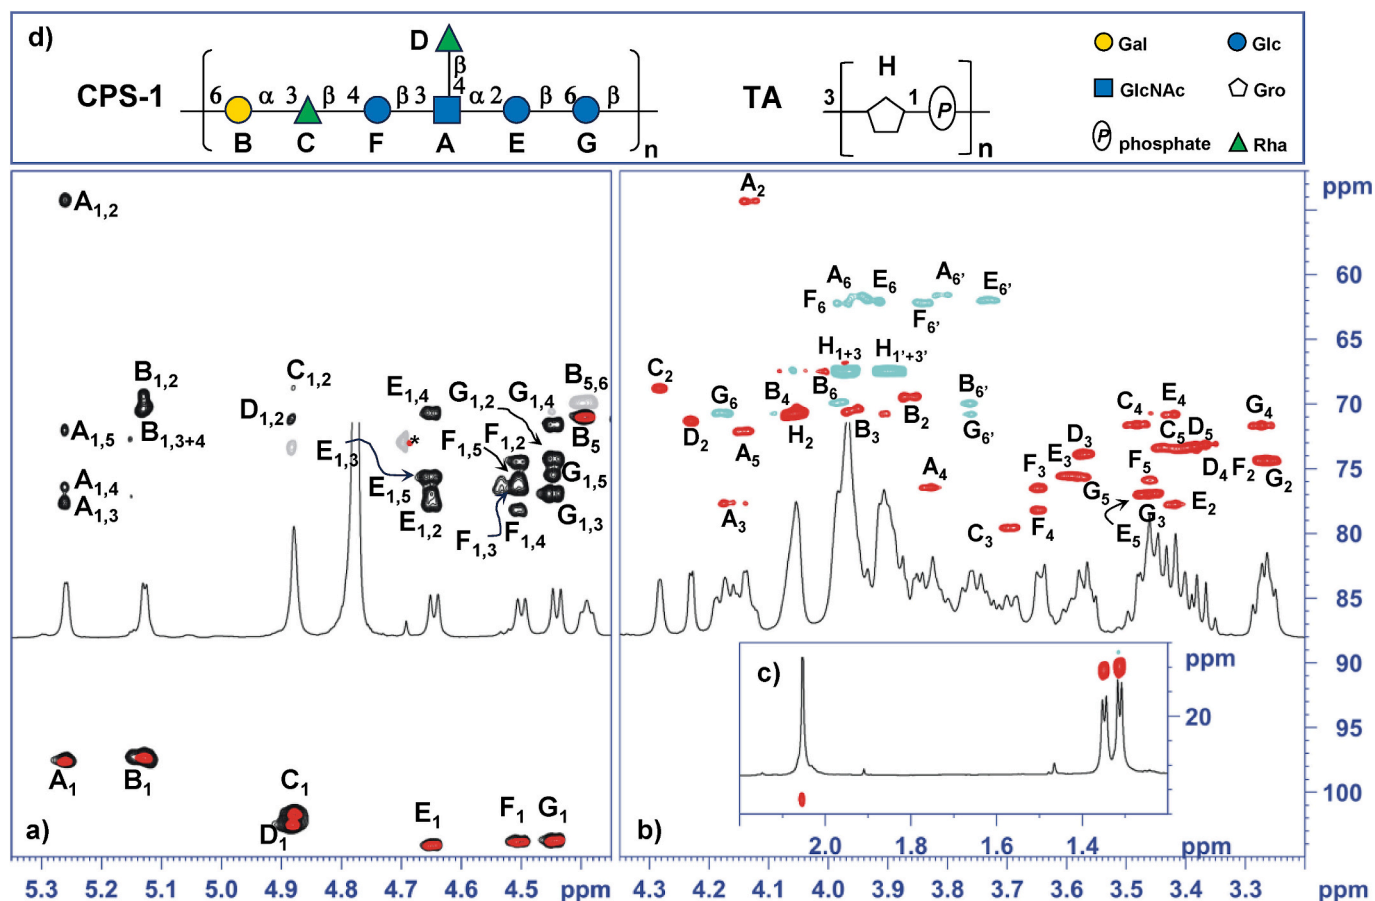 d)
CPS-1
6 α 3 β 4 β 3 4 α 2 β 6 β
D
β
B C F A E G
n
TA
H
3 1 P
n
Gal
Glc
GlcNAc
Gro
P phosphate
Rha
A1,2
B1,2
C1,2
D1,2
B1,3+4
A1,5
A1,4
A1,3
E1,4
G1,2
G1,4
B5,6
E1,3
F1,5
F1,2
*
B5
E1,5
G1,5
E1,2
F1,3
F1,4
G1,3
A1
B1
C1
D1
E1
F1
G1
a)
5.3 5.2 5.1 5.0 4.9 4.8 4.7 4.6 4.5 ppm
A2
ppm
60
A6
E6
A6'
E6'
F6
F6'
65
H1+3
H1'+3'
C2
G6
B4
B6
B2
B6'
C4
E4
G4
70
D2
A5
H2
B3
G6'
D3
C5
D5
E3
F3
G5
F5
D4
F2
G2
75
A3
A4
C3
F4
E5
G3
E2
80
85
90
95
100
c)
ppm
20
2.0 1.8 1.6 1.4
ppm
b)
4.3 4.2 4.1 4.0 3.9 3.8 3.7 3.6 3.5 3.4 3.3 ppm